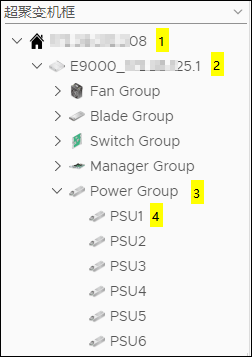 超聚变机框
08 1
E9000_ 25.1 2
Fan Group
Blade Group
Switch Group
Manager Group
Power Group 3
PSU1 4
PSU2
PSU3
PSU4
PSU5
PSU6